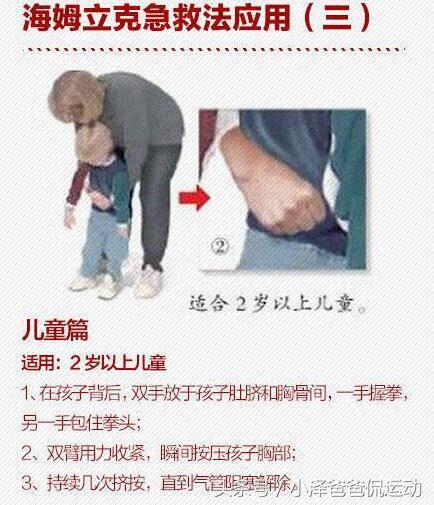 海姆立克急救法应用（三）
②
适合2岁以上儿童。
儿童篇
适用：2岁以上儿童
1、在孩子背后，双手放于孩子肚脐和胸骨间，一手握拳，
另一手包住拳头；
2、双臂用力收紧，瞬间按压孩子胸部；
3、持续几次挤按，直到气管阻塞解除。
头条号／小泽爸爸侃运动